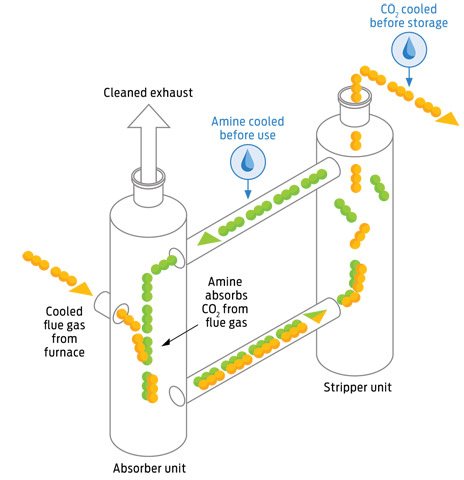 CO₂ cooled
before storage
Cleaned exhaust
Amine cooled
before use
Cooled
flue gas
from
furnace
Amine
absorbs
CO₂ from
flue gas
Stripper unit
Absorber unit